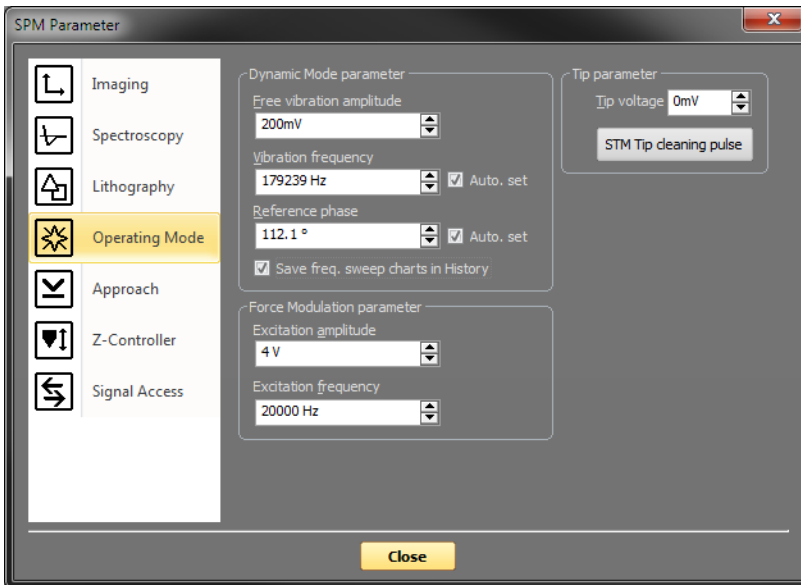 SPM Parameter
Imaging
Spectroscopy
Lithography
Operating Mode
Approach
Z-Controller
Signal Access
Dynamic Mode parameter
Free vibration amplitude
200mV
Vibration frequency
179239 Hz
Auto. set
Reference phase
112.1 °
Auto. set
Save freq. sweep charts in History
Force Modulation parameter
Excitation amplitude
4 V
Excitation frequency
20000 Hz
Tip parameter
Tip voltage 0mV
STM Tip cleaning pulse
Close